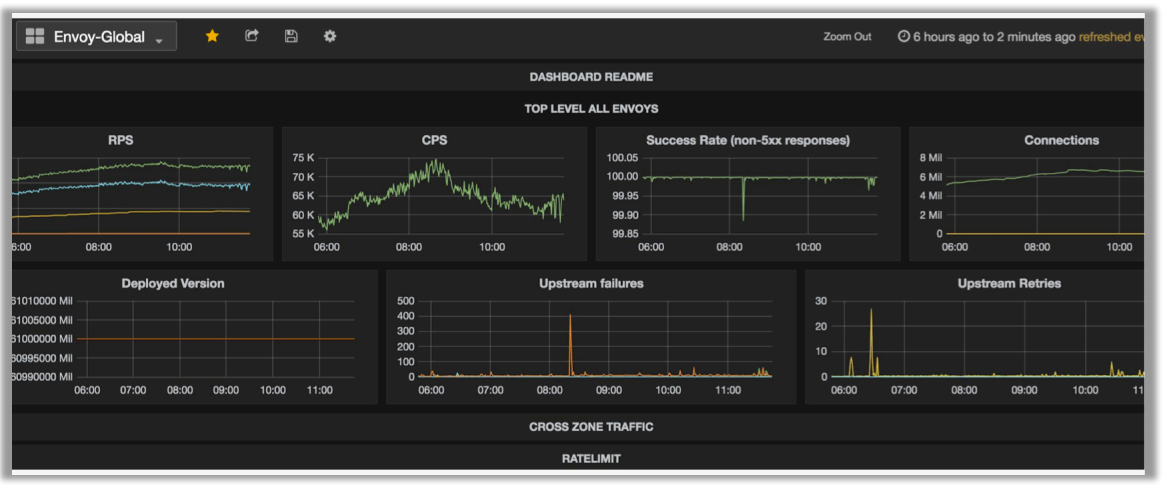 Envoy-Global
Zoom Out
6 hours ago to 2 minutes ago refreshed ev
DASHBOARD README
TOP LEVEL ALL ENVOYS
RPS
08:00 10:00
CPS
75 K
70 K
65 K
60 K
55 K
06:00 08:00 10:00
Success Rate (non-5xx responses)
100.05
100.00
99.95
99.90
99.85
06:00 08:00 10:00
Connections
8 Mil
6 Mil
4 Mil
2 Mil
0
06:00 08:00 10:00
Deployed Version
61010000 Mil
61005000 Mil
61000000 Mil
60995000 Mil
60990000 Mil
06:00 07:00 08:00 09:00 10:00 11:00
Upstream failures
500
400
300
200
100
0
06:00 07:00 08:00 09:00 10:00 11:00
Upstream Retries
30
20
10
0
06:00 07:00 08:00 09:00 10:00 11
CROSS ZONE TRAFFIC
RATELIMIT